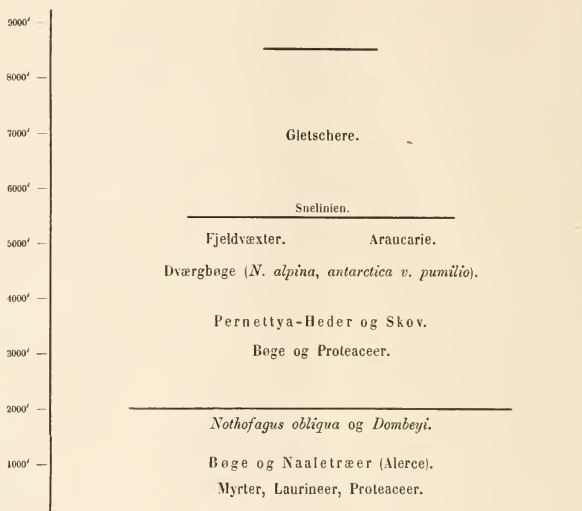 9000'
8000'
7000'
Gletschere.
6000'
Snelinien.
5000'
Fjeldvæxter. Araucarie.
Dværgbøge (N. alpina, antarctica v. pumilio).
4000'
Pernettya-Heder og Skov.
3000'
Bøge og Proteaceer.
2000'
Nothofagus obliqua og Dombeyi.
1000'
Bøge og Naaletræer (Alerce).
Myrter, Laurineer, Proteaceer.